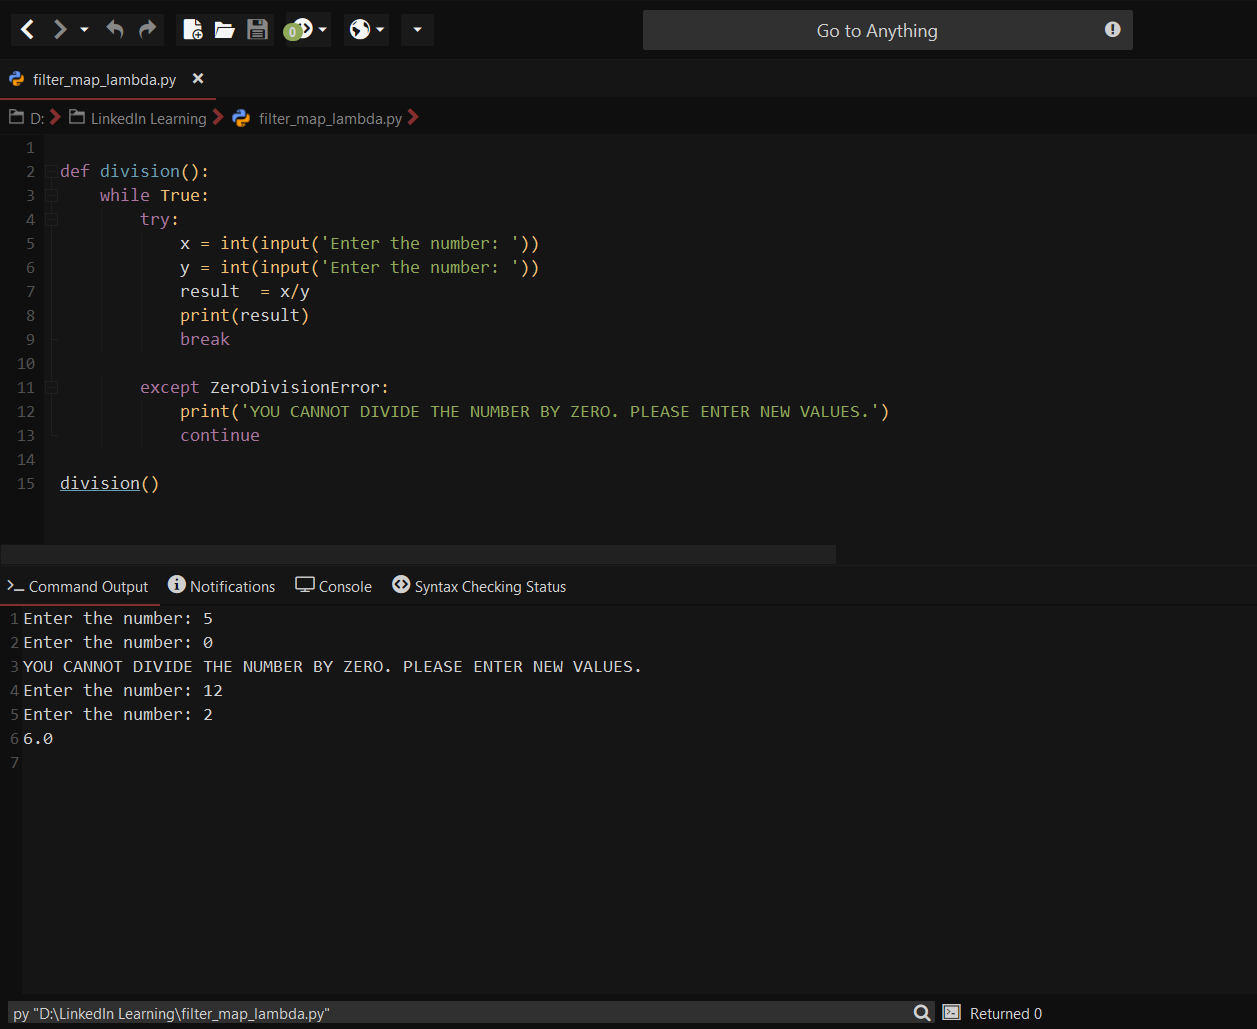 0
Go to Anything
filter_map_lambda.py
D: LinkedIn Learning filter_map_lambda.py
1
2 def division():
3     while True:
4         try:
5             x = int(input('Enter the number: '))
6             y = int(input('Enter the number: '))
7             result  = x/y
8             print(result)
9             break
10
11         except ZeroDivisionError:
12             print('YOU CANNOT DIVIDE THE NUMBER BY ZERO. PLEASE ENTER NEW VALUES.')
13             continue
14
15 division()
Command Output Notifications Console Syntax Checking Status
1 Enter the number: 5
2 Enter the number: 0
3 YOU CANNOT DIVIDE THE NUMBER BY ZERO. PLEASE ENTER NEW VALUES.
4 Enter the number: 12
5 Enter the number: 2
6 6.0
7
py "D:\LinkedIn Learning\filter_map_lambda.py" Returned 0